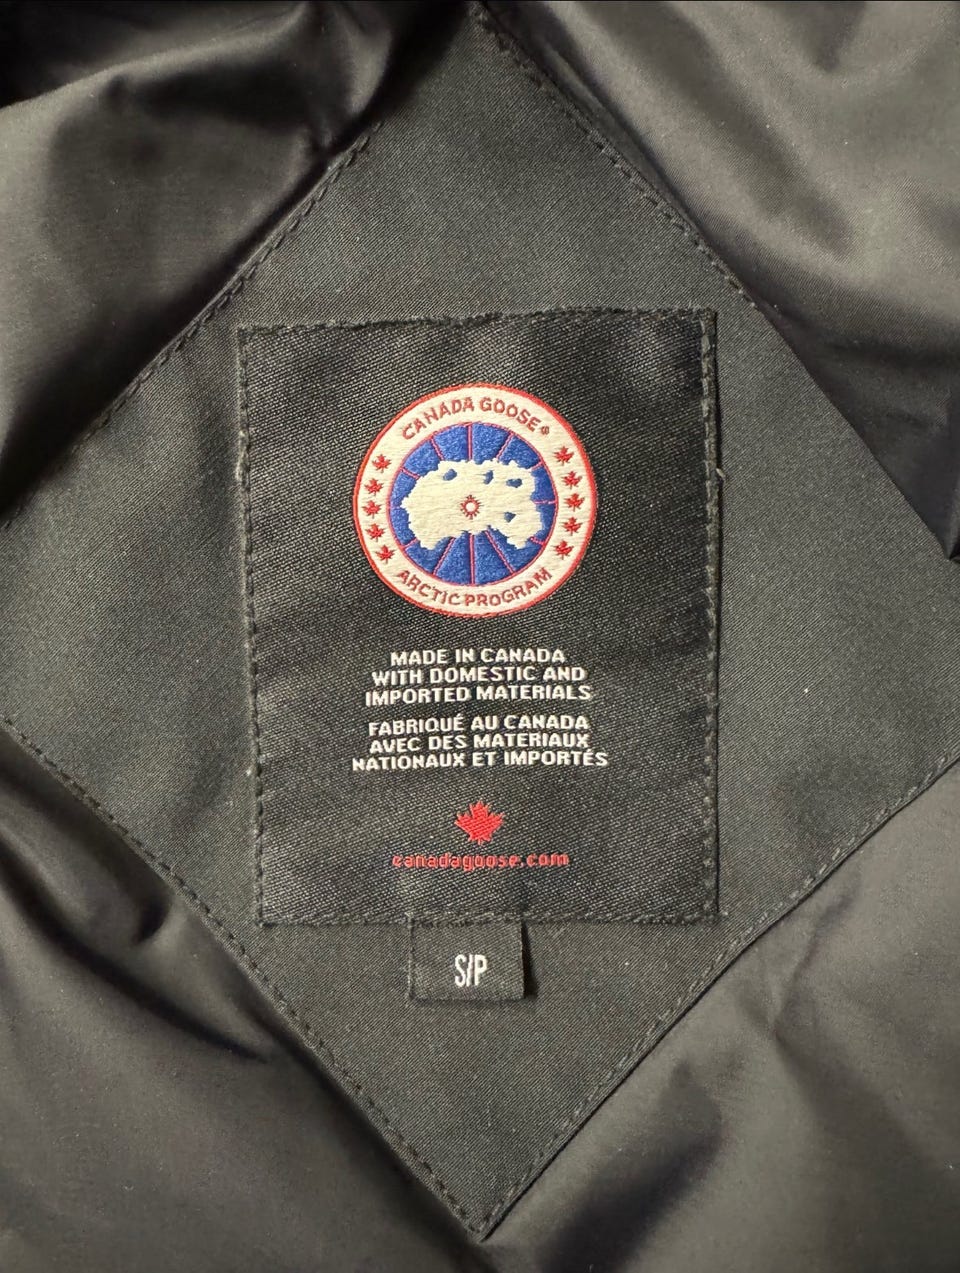 CANADA GOOSE®
ARCTIC PROGRAM
MADE IN CANADA
WITH DOMESTIC AND
IMPORTED MATERIALS
FABRIQUÉ AU CANADA
AVEC DES MATERIAUX
NATIONAUX ET IMPORTÉS
canadagoose.com
S/P